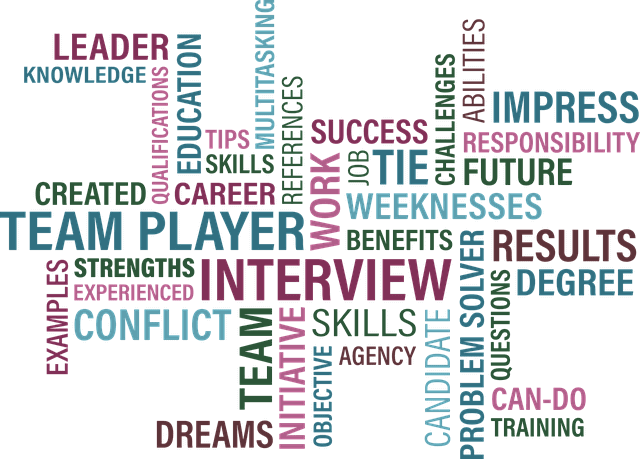 LEADER
KNOWLEDGE
QUALIFICATIONS
EDUCATION
MULTITASKING
TIPS
SKILLS
REFERENCES
CREATED
CAREER
SUCCESS
JOB
TIE
CHALLENGES
ABILITIES
IMPRESS
RESPONSIBILITY
FUTURE
WORK
WEEKNESSES
TEAM PLAYER
BENEFITS
RESULTS
DEGREE
EXAMPLES
STRENGTHS
EXPERIENCED
INTERVIEW
CONFLICT
TEAM
INITIATIVE
SKILLS
OBJECTIVE
AGENCY
CANDIDATE
PROBLEM SOLVER
QUESTIONS
CAN-DO
TRAINING
DREAMS